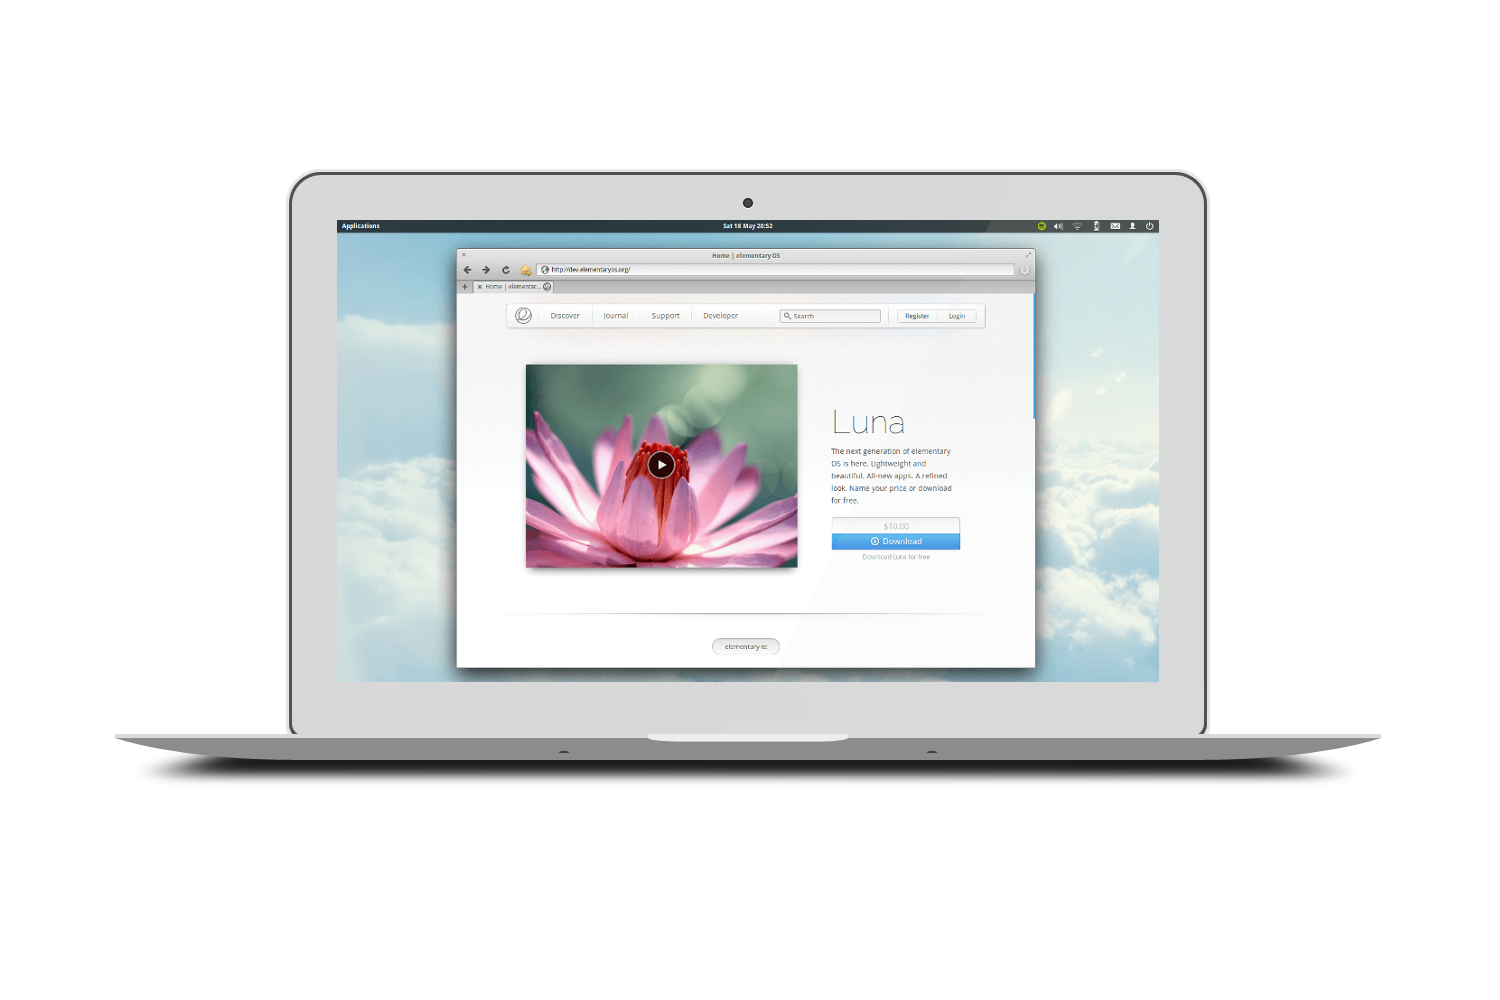 Applications
Sat 18 May 20:52
Home | elementary OS
http://dev.elementaryos.org/
Home | elementar...
Discover
Journal
Support
Developer
Search
Register
Login
Luna
The next generation of elementary
OS is here. Lightweight and
beautiful. All-new apps. A refined
look. Name your price or download
for free.
$10.00
Download
Download Luna for free
elementary is: